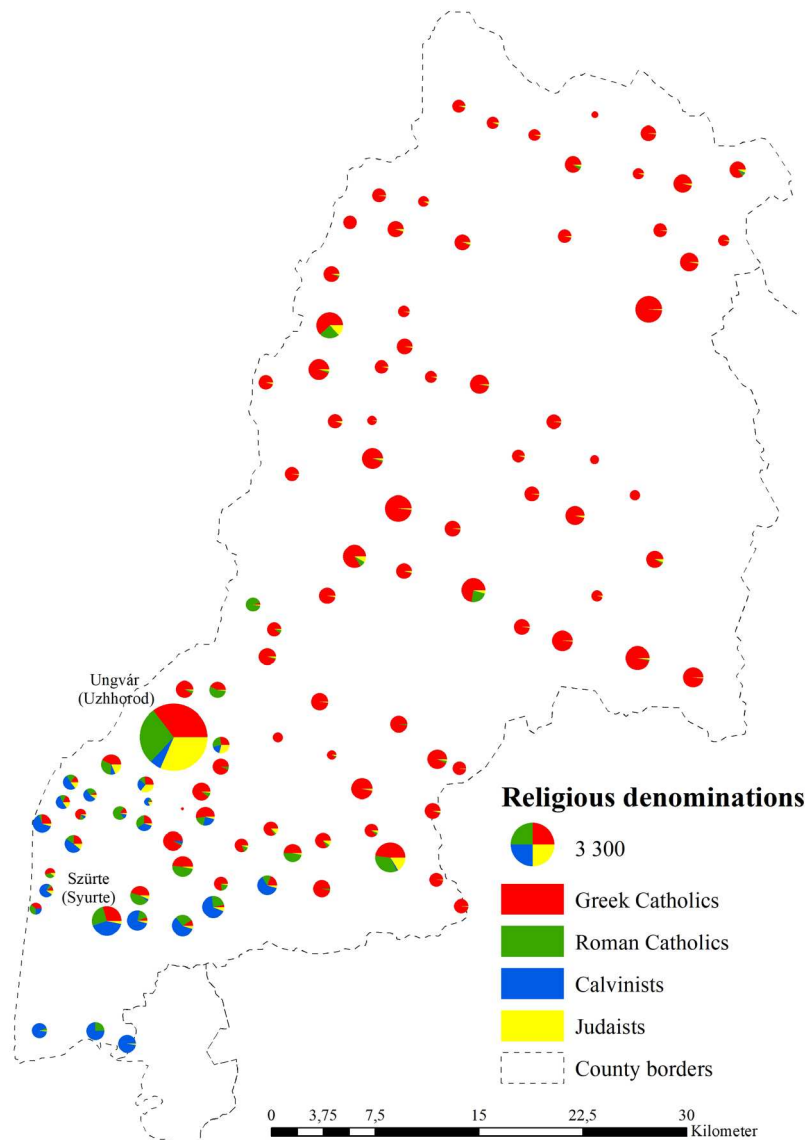 Ungvár
(Uzhhorod)
Szürte
(Syurte)
Religious denominations
3 300
Greek Catholics
Roman Catholics
Calvinists
Judaists
County borders
0 3,75 7,5 15 22,5 30
Kilometer